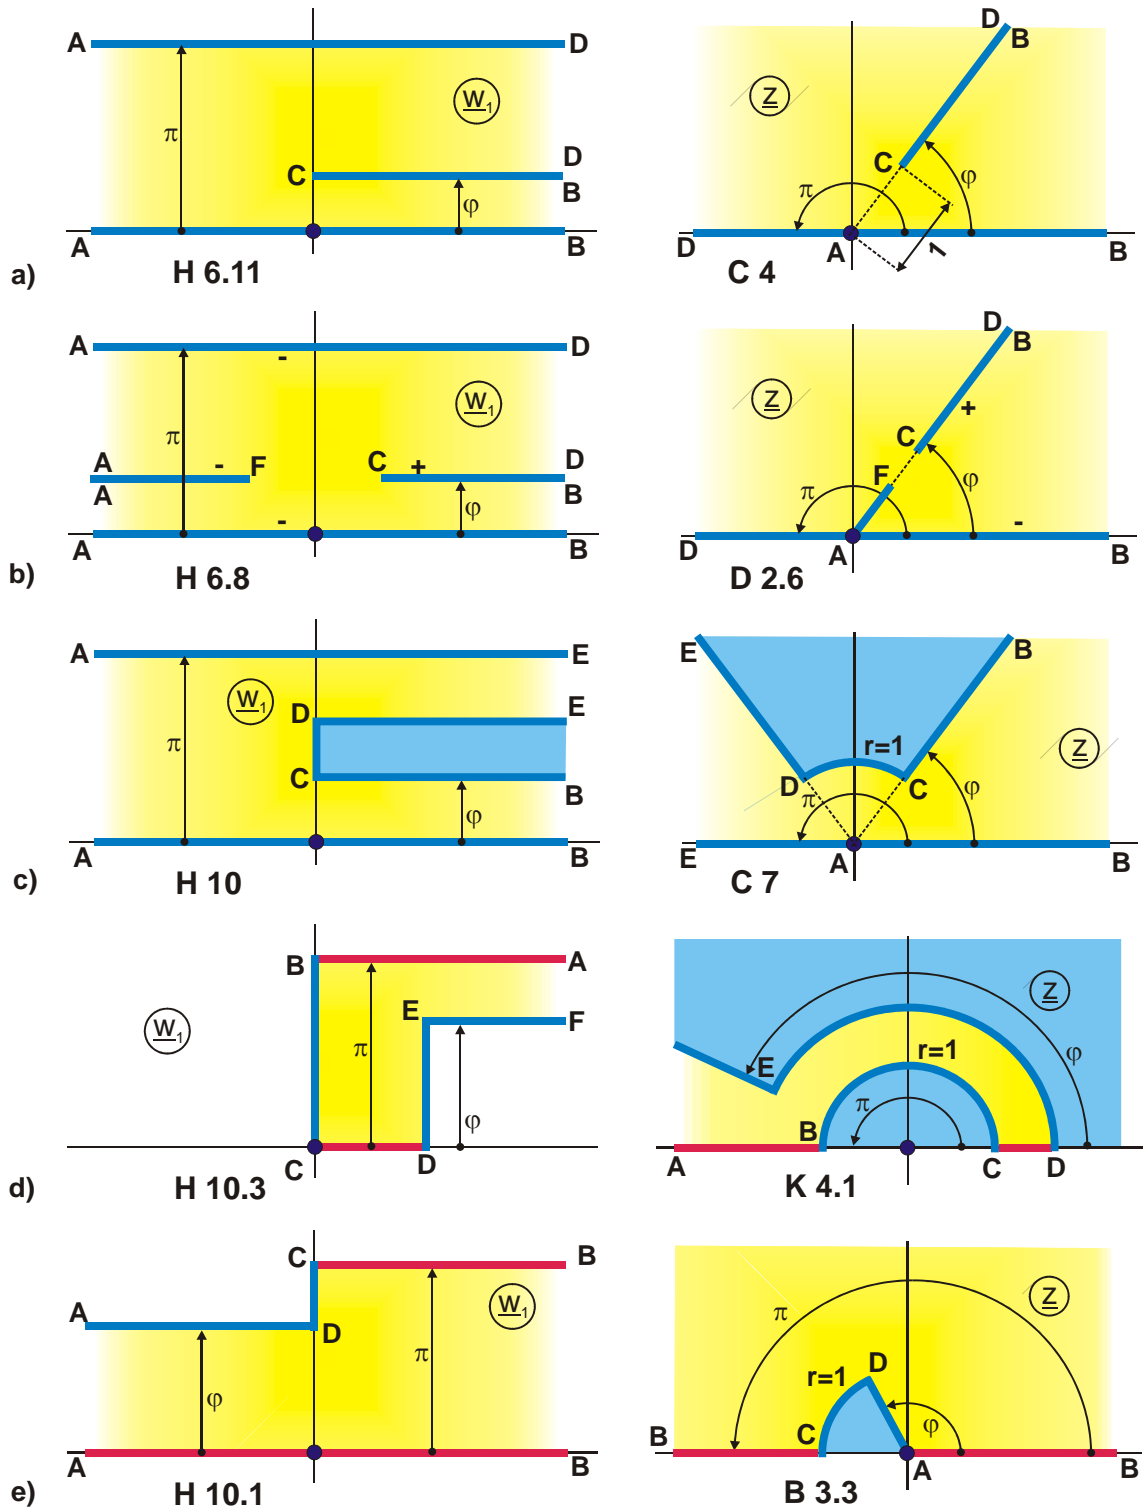 A D D
B
w₁ z
π
C D B φ
C π φ
1
A B D A B
a) H 6.11 C 4
A - D D
B
w₁ z
π +
A A - F C + D B φ
C F π φ
- -
A B D A B
b) H 6.8 D 2.6
A E E B
w₁
D E r=1 z
π
C B φ
D C π φ
A B E A B
c) H 10 C 7
B A z
w₁ E F
π φ
E r=1 φ
π
B
C D A C D
d) H 10.3 K 4.1
C B
A w₁ z
D π
φ
π
D
r=1
C φ
A B B A B
e) H 10.1 B 3.3